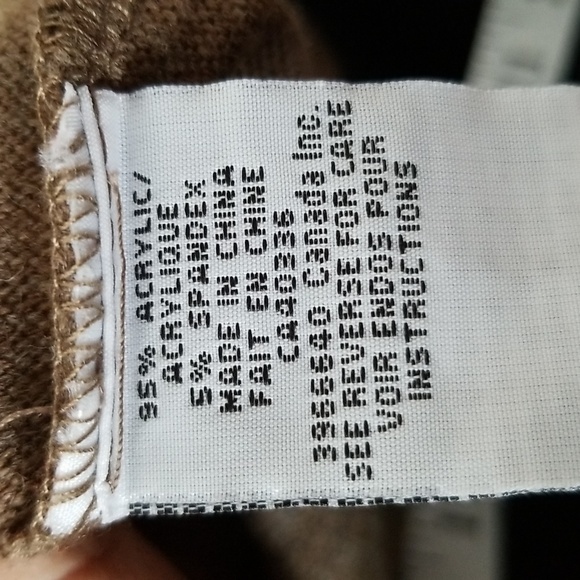 95% ACRYLIC/
ACRYLIQUE
5% SPANDEX
MADE IN CHINA
FAIT EN CHINE
CA40336
3956640 Canada Inc.
SEE REVERSE FOR CARE
VOIR ENDOS POUR
INSTRUCTIONS